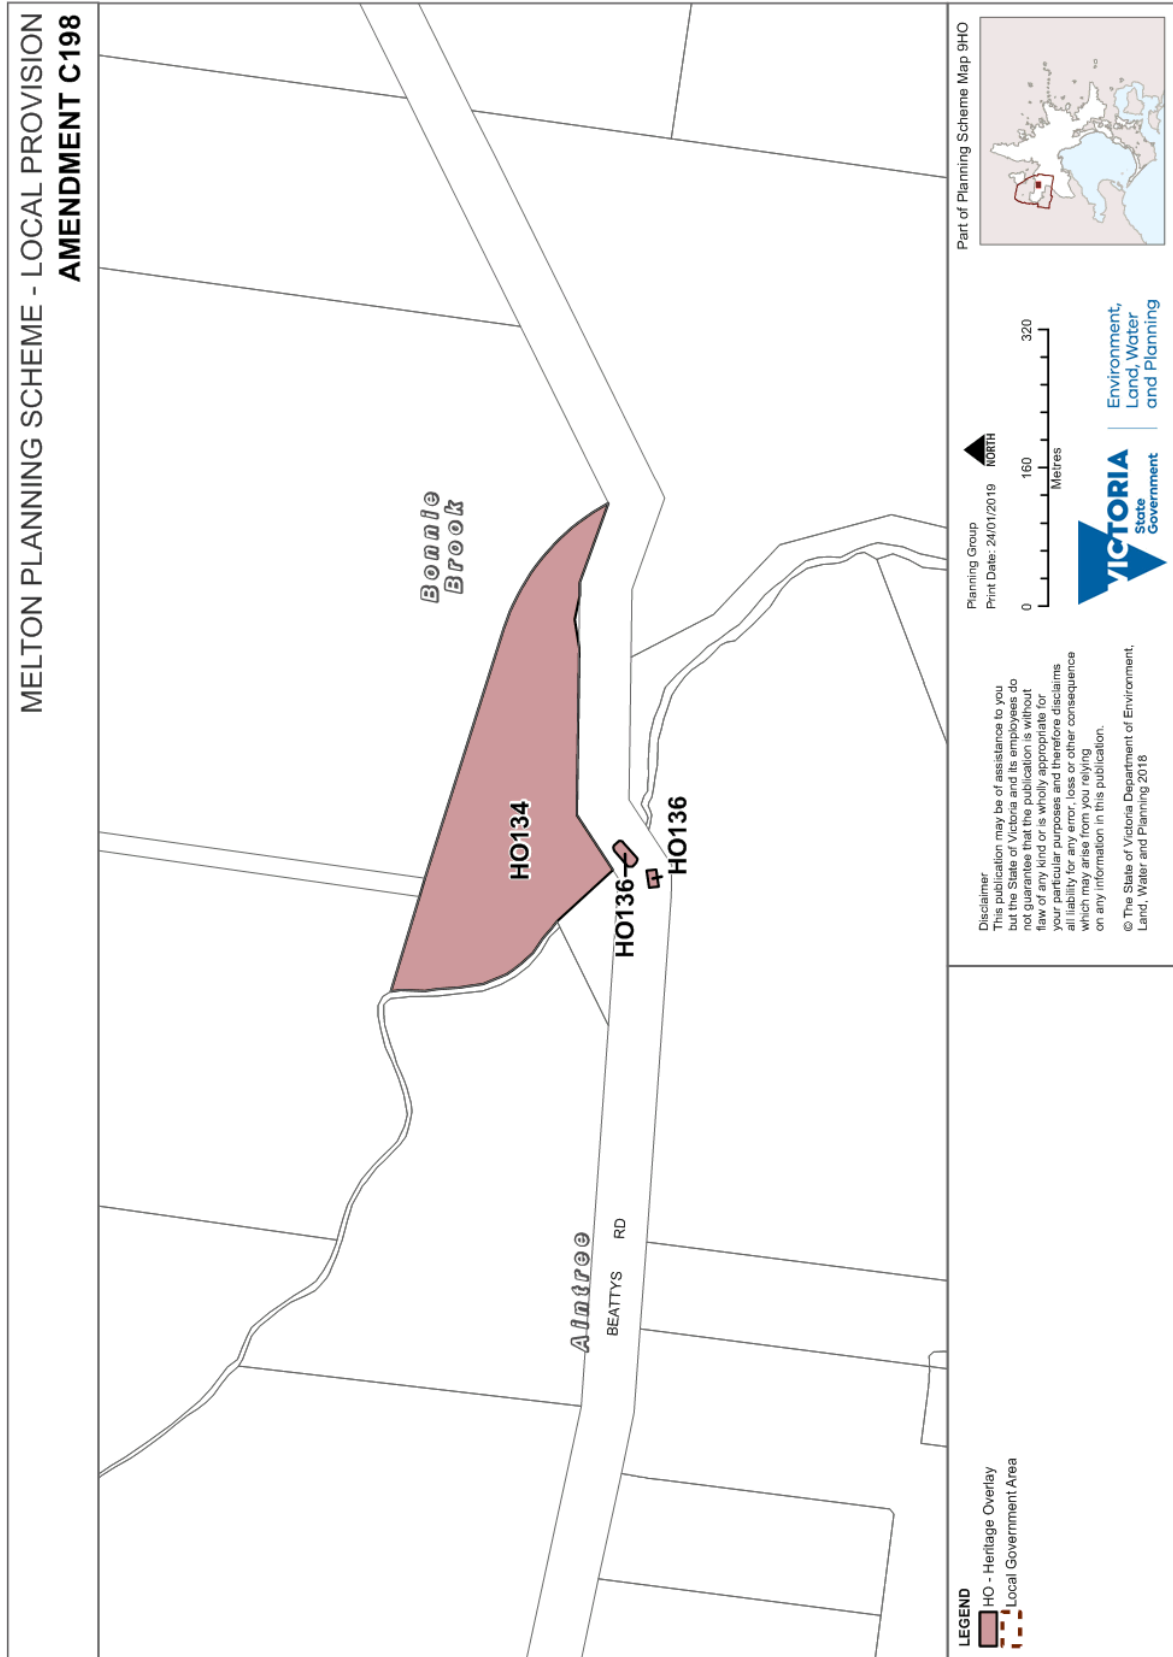 MELTON PLANNING SCHEME - LOCAL PROVISION
AMENDMENT C198
Bonnie
Brook
HO134
HO136
HO136
Aintree
BEATTYS RD
LEGEND
HO - Heritage Overlay
Local Government Area
Disclaimer
This publication may be of assistance to you
but the State of Victoria and its employees do
not guarantee that the publication is without
flaw of any kind or is wholly appropriate for
your particular purposes and therefore disclaims
all liability for any error, loss or other consequence
which may arise from you relying
on any information in this publication.
© The State of Victoria Department of Environment,
Land, Water and Planning 2018
Planning Group
Print Date: 24/01/2019
NORTH
0 160 320
Metres
VICTORIA
State
Government
Environment,
Land, Water
and Planning
Part of Planning Scheme Map 9HO